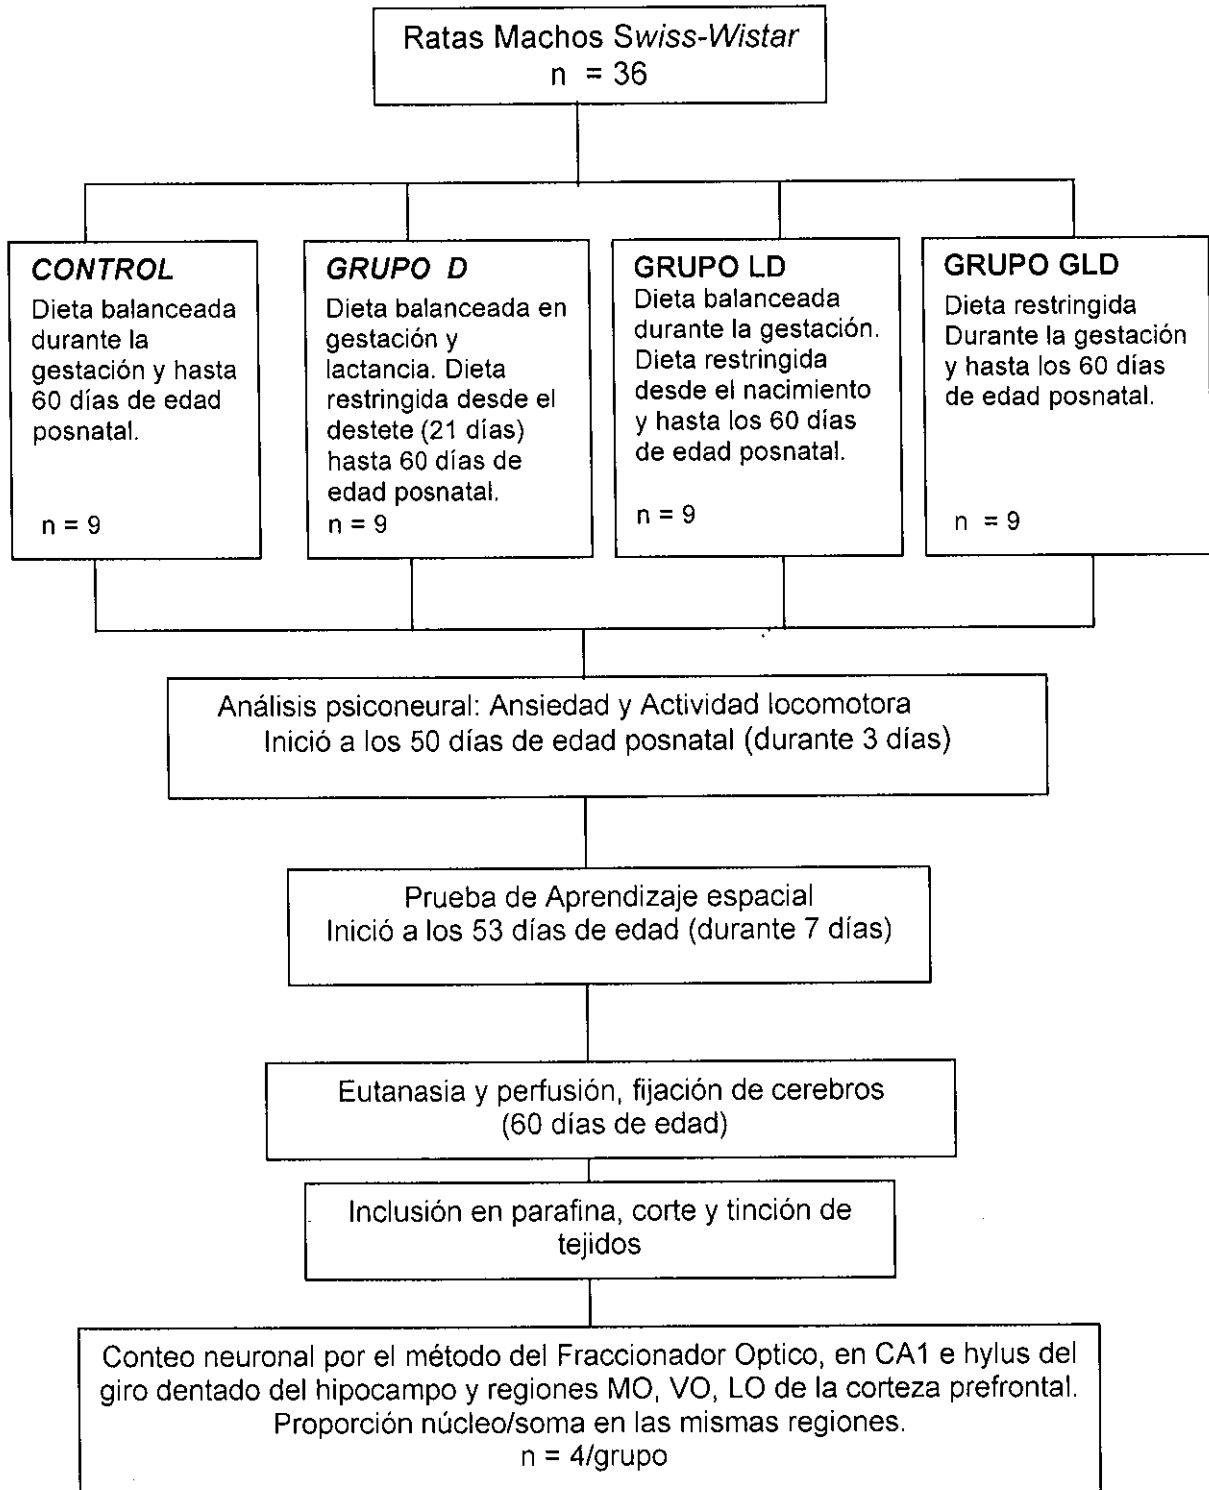 Ratas Machos Swiss-Wistar
n = 36
CONTROL
Dieta balanceada
durante la
gestación y hasta
60 días de edad
posnatal.
n = 9
GRUPO D
Dieta balanceada en
gestación y
lactancia. Dieta
restringida desde el
destete (21 días)
hasta 60 días de
edad posnatal.
n = 9
GRUPO LD
Dieta balanceada
durante la gestación.
Dieta restringida
desde el nacimiento
y hasta los 60 días
de edad posnatal.
n = 9
GRUPO GLD
Dieta restringida
Durante la gestación
y hasta los 60 días
de edad posnatal.
n = 9
Análisis psiconeural: Ansiedad y Actividad locomotora
Inició a los 50 días de edad posnatal (durante 3 días)
Prueba de Aprendizaje espacial
Inició a los 53 días de edad (durante 7 días)
Eutanasia y perfusión, fijación de cerebros
(60 días de edad)
Inclusión en parafina, corte y tinción de
tejidos
Conteo neuronal por el método del Fraccionador Optico, en CA1 e hylus del
giro dentado del hipocampo y regiones MO, VO, LO de la corteza prefrontal.
Proporción núcleo/soma en las mismas regiones.
n = 4/grupo